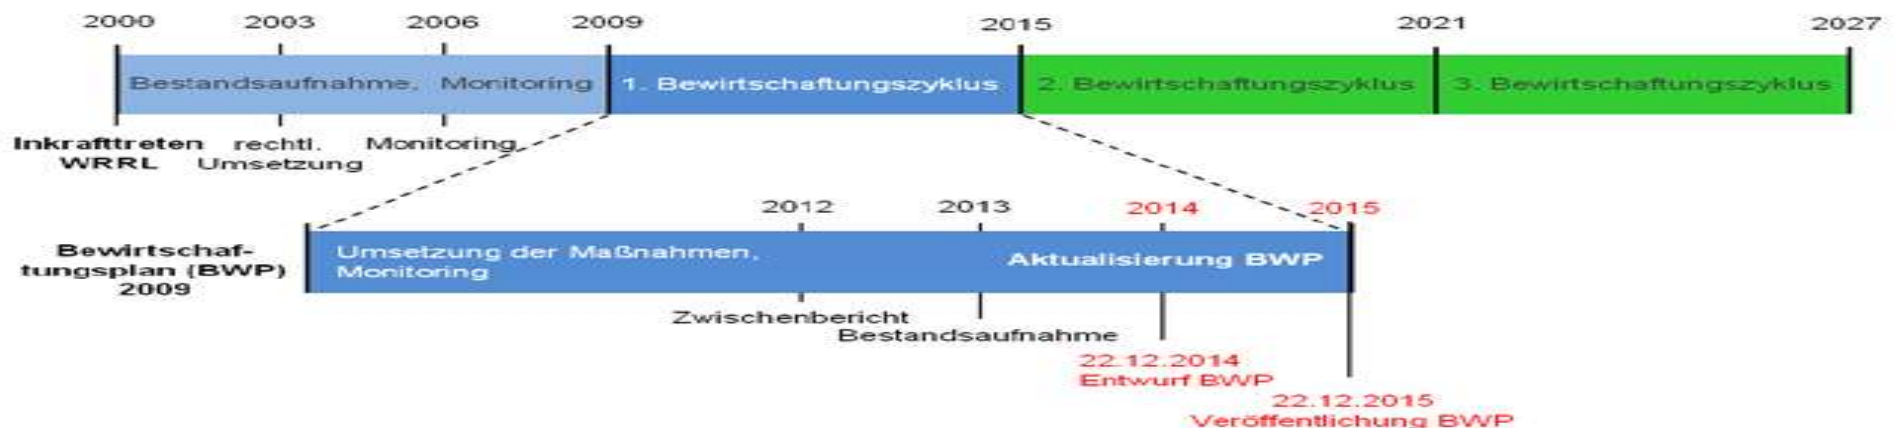 2000 2003 2006 2009 2015 2021 2027
Bestandsaufnahme, Monitoring 1. Bewirtschaftungszyklus 2. Bewirtschaftungszyklus 3. Bewirtschaftungszyklus
Inkrafttreten rechtl. Monitoring
WRRL Umsetzung
2012 2013 2014 2015
Bewirtschaf-
tungsplan (BWP)
2009
Umsetzung der Maßnahmen,
Monitoring
Aktualisierung BWP
Zwischenbericht
Bestandsaufnahme
22.12.2014
Entwurf BWP
22.12.2015
Veröffentlichung BWP